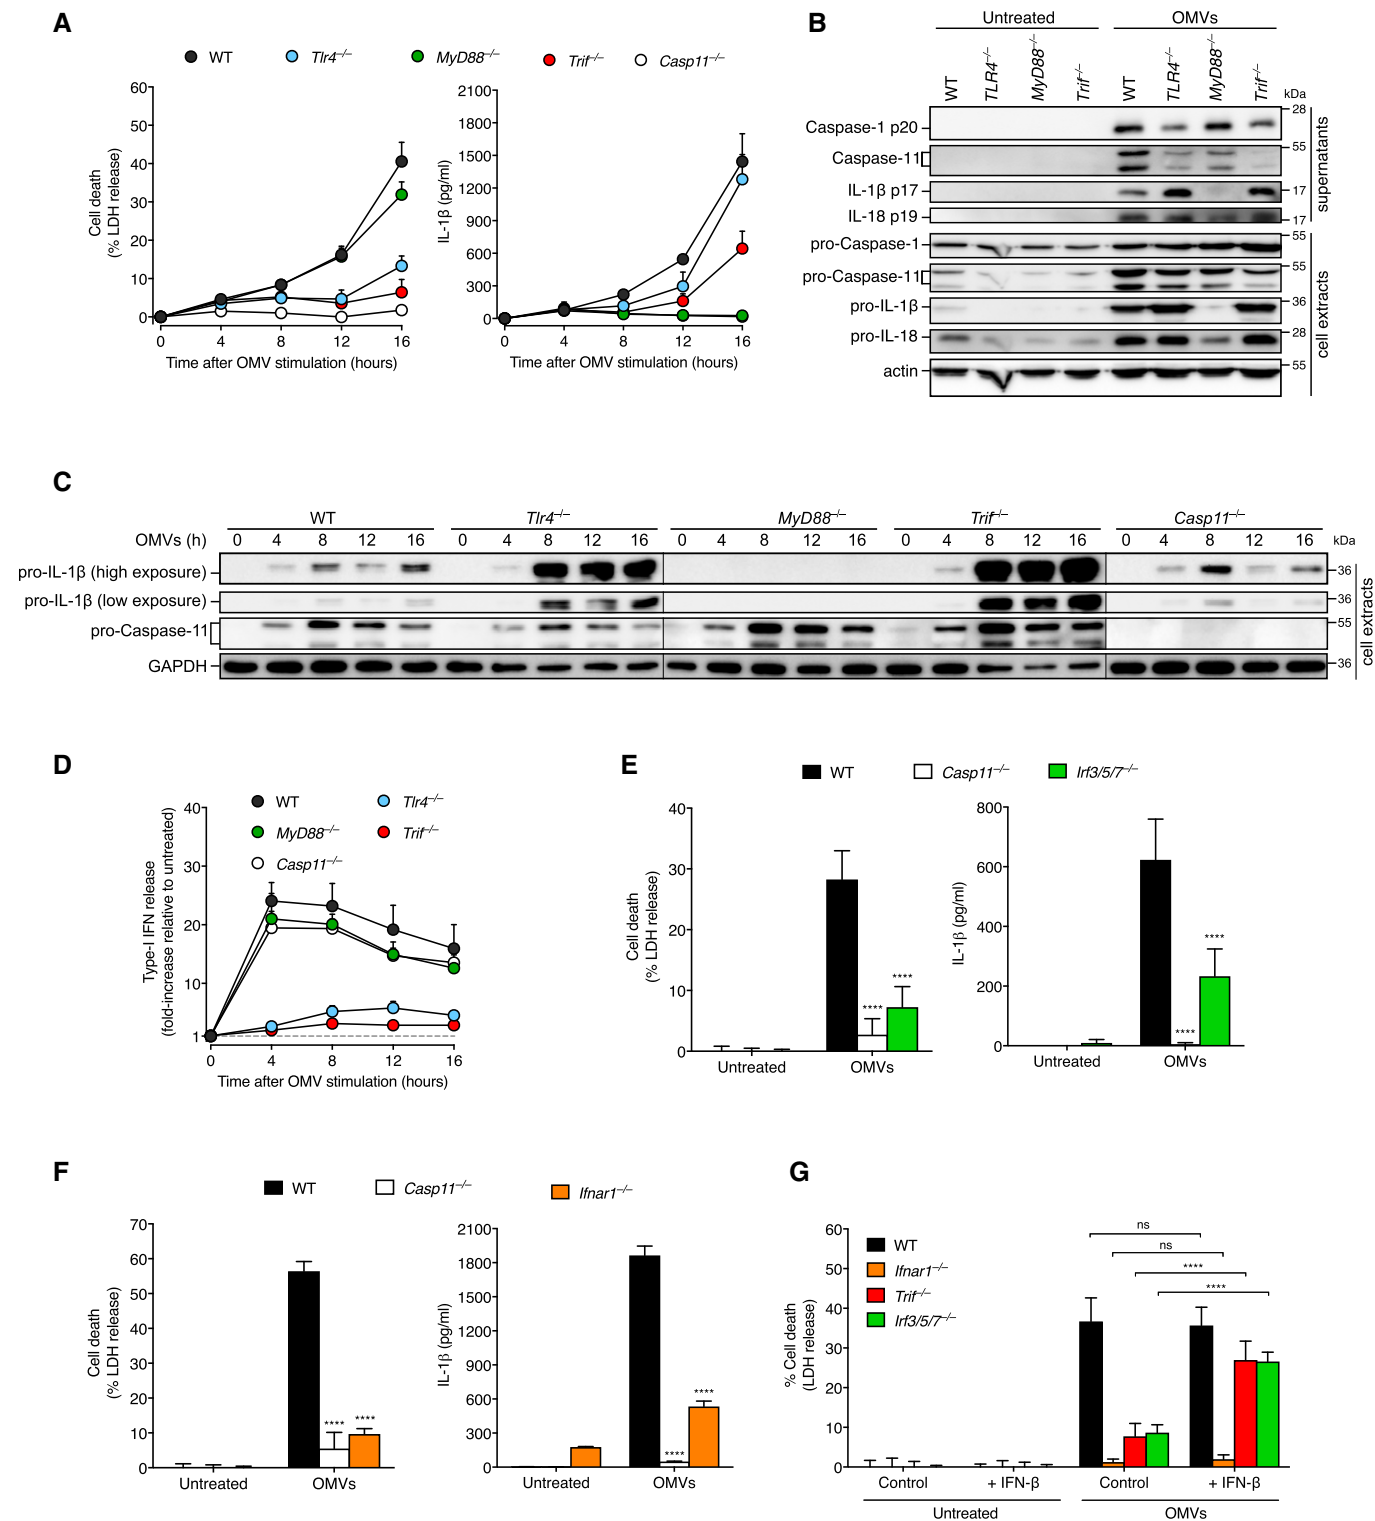 A
WT
Tlr4–/–
MyD88–/–
Trif–/–
Casp11–/–
Cell death
(% LDH release)
60
50
40
30
20
10
0
0 4 8 12 16
Time after OMV stimulation (hours)
IL-1β (pg/ml)
2100
1800
1500
1200
900
600
300
0
0 4 8 12 16
Time after OMV stimulation (hours)
B
Untreated OMVs
WT TLR4–/– MyD88–/– Trif–/– WT TLR4–/– MyD88–/– Trif–/– kDa
Caspase-1 p20 28
Caspase-11 55
IL-1β p17 17
IL-18 p19 17
supernatants
pro-Caspase-1 55
pro-Caspase-11 55
pro-IL-1β 36
pro-IL-18 28
actin 55
cell extracts
C
WT Tlr4–/– MyD88–/– Trif–/– Casp11–/–
OMVs (h) 0 4 8 12 16 0 4 8 12 16 0 4 8 12 16 0 4 8 12 16 0 4 8 12 16 kDa
pro-IL-1β (high exposure) 36
pro-IL-1β (low exposure) 36
pro-Caspase-11 55
GAPDH 36
cell extracts
D
WT Tlr4–/–
MyD88–/– Trif–/–
Casp11–/–
Type-I IFN release
(fold-increase relative to untreated)
40
30
20
10
1
0 4 8 12 16
Time after OMV stimulation (hours)
E
WT Casp11–/– Irf3/5/7–/–
Cell death
(% LDH release)
40
30
20
10
0
**** ****
Untreated OMVs
IL-1β (pg/ml)
800
600
400
200
0
**** ****
Untreated OMVs
F
WT Casp11–/– Ifnar1–/–
Cell death
(% LDH release)
70
60
50
40
30
20
10
0
**** ****
Untreated OMVs
IL-1β (pg/ml)
2100
1800
1500
1200
900
600
300
0
**** ****
Untreated OMVs
G
WT
Ifnar1–/–
Trif–/–
Irf3/5/7–/–
% Cell death
(LDH release)
60
50
40
30
20
10
0
ns
ns
****
****
Control + IFN-β Control + IFN-β
Untreated OMVs